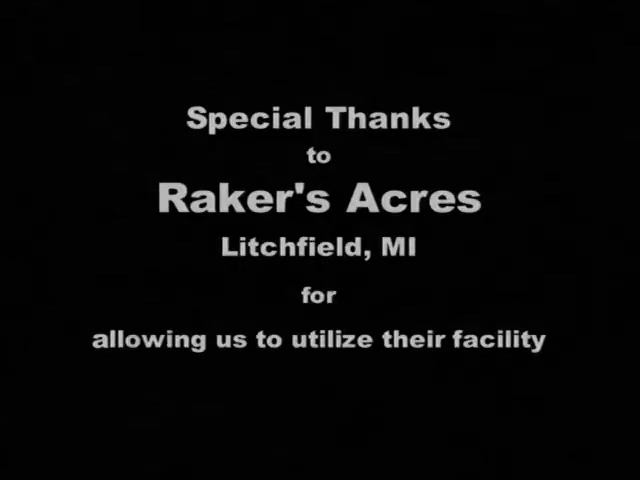 Special Thanks
to
Raker's Acres
Litchfield, MI
for
allowing us to utilize their facility